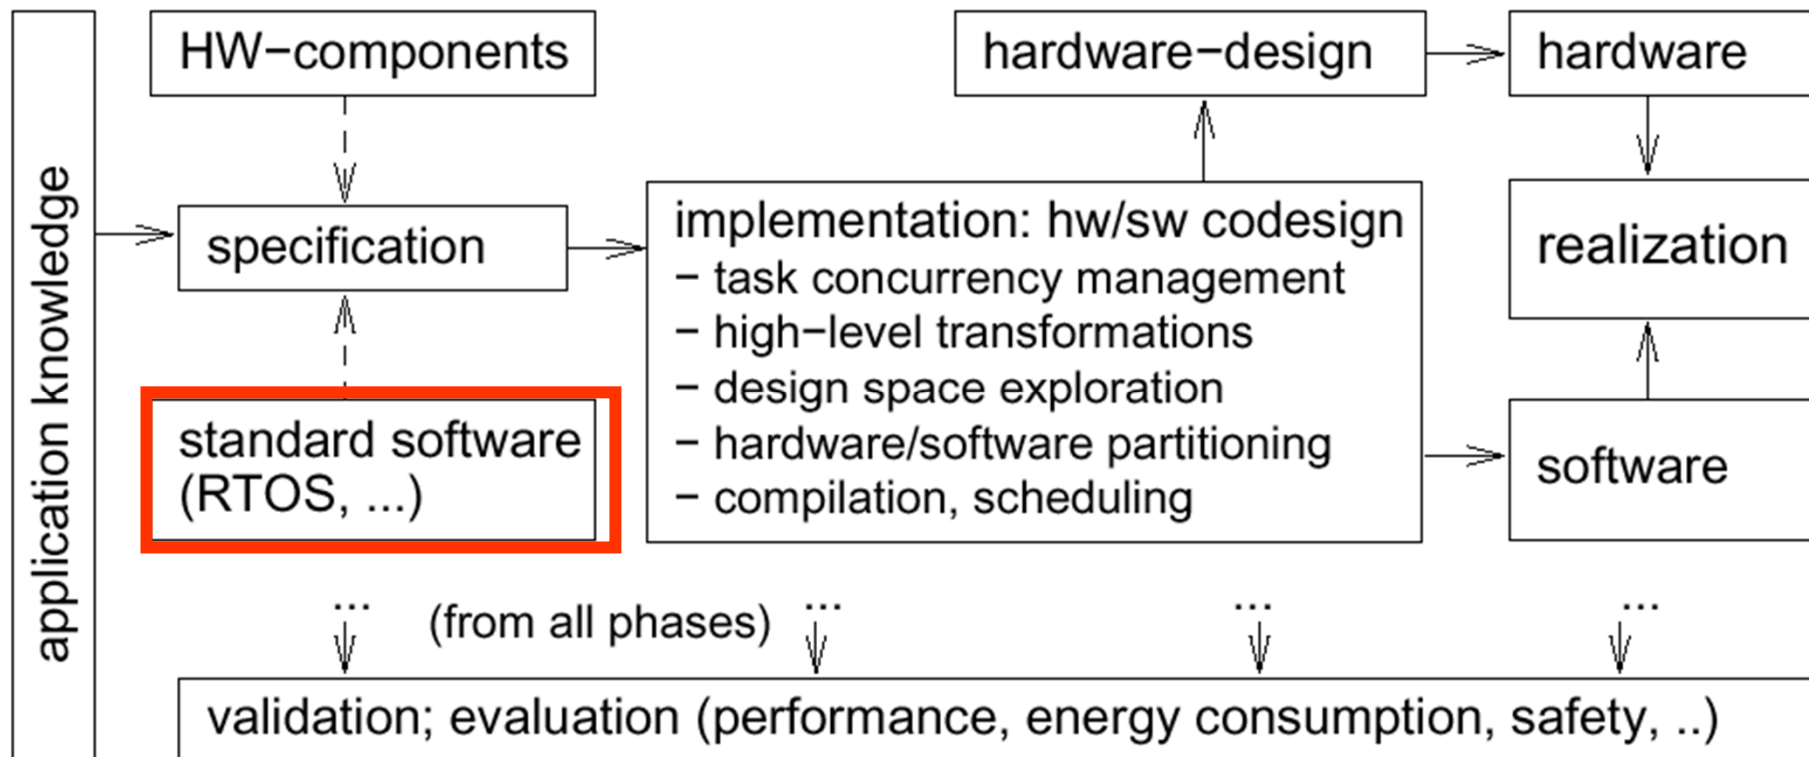 application knowledge
HW−components
hardware−design
hardware
specification
implementation: hw/sw codesign
− task concurrency management
− high−level transformations
− design space exploration
− hardware/software partitioning
− compilation, scheduling
realization
standard software
(RTOS, ...)
software
...
(from all phases)
...
...
...
validation; evaluation (performance, energy consumption, safety, ..)